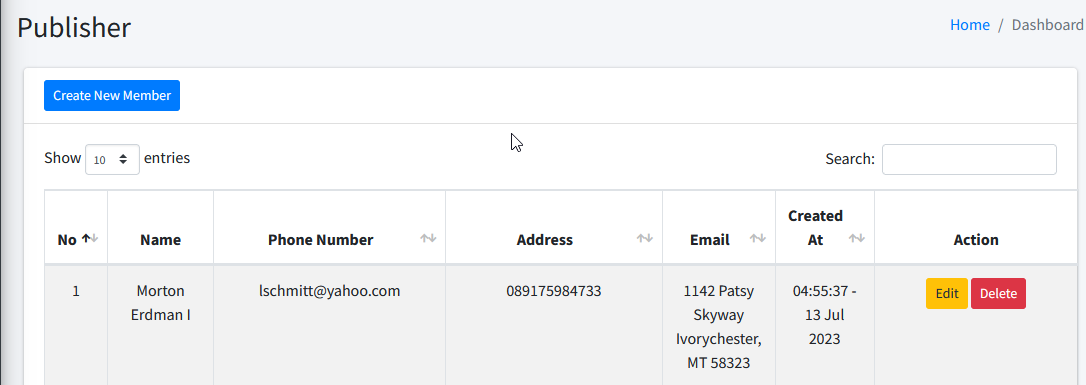 Publisher
Home / Dashboard
Create New Member
Show 10 entries
Search:
No Name Phone Number Address Email Created At Action
1 Morton Erdman I lschmitt@yahoo.com 089175984733 1142 Patsy Skyway Ivorychester, MT 58323 04:55:37 - 13 Jul 2023 Edit Delete